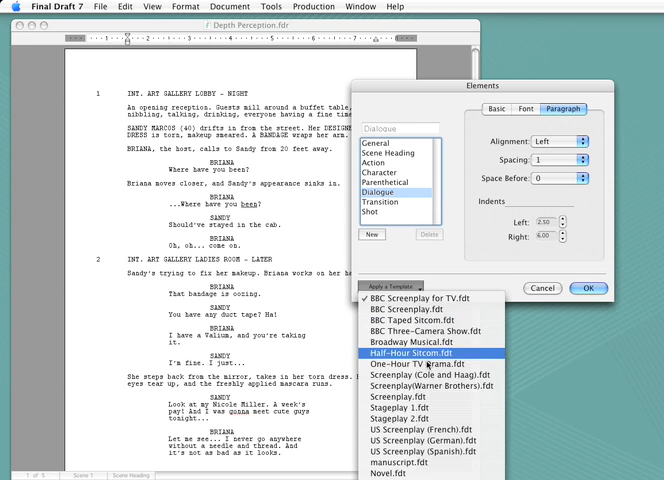 Final Draft 7 File Edit View Format Document Tools Production Window Help
Depth Perception.fdr
1 2 3 4 5 6 7
1 INT. ART GALLERY LOBBY - NIGHT
An opening reception. Guests mill around a buffet table,
nibbling, talking, drinking, everyone having a fine time
SANDY MARCOS (40) drifts in from the street. Her DESIGNE
DRESS is torn, makeup smeared. A BANDAGE wraps her arm.
BRIANA, the host, calls to Sandy from 20 feet away.
BRIANA
Where have you been?
Briana moves closer, and Sandy's appearance sinks in.
BRIANA
...Where have you been?
SANDY
Should've stayed in the cab.
BRIANA
Oh, oh... come on.
2 INT. ART GALLERY LADIES ROOM - LATER
Sandy's trying to fix her makeup. Briana works on her he
BRIANA
That bandage is oozing.
SANDY
You have any duct tape? Ha!
BRIANA
I have a Valium, and you're taking
it.
SANDY
I'm fine. I just...
She steps back from the mirror, takes in her torn dress.
eyes tear up, and the freshly applied mascara runs.
SANDY
Look at my Nicole Miller. A week's
pay! And I was gonna meet cute guys
tonight...
BRIANA
Let me see... I never go anywhere
without a needle and thread. And
it's not as bad as it looks.
1 of 5 Scene 1 Scene Heading
Elements
Basic Font Paragraph
Dialogue
General
Scene Heading
Action
Character
Parenthetical
Dialogue
Transition
Shot
New Delete
Alignment: Left
Spacing: 1
Space Before: 0
Indents
Left: 2.50
Right: 6.00
Apply a Template
Cancel OK
✓ BBC Screenplay for TV.fdt
BBC Screenplay.fdt
BBC Taped Sitcom.fdt
BBC Three-Camera Show.fdt
Broadway Musical.fdt
Half-Hour Sitcom.fdt
One-Hour TV Drama.fdt
Screenplay (Cole and Haag).fdt
Screenplay(Warner Brothers).fdt
Screenplay.fdt
Stageplay 1.fdt
Stageplay 2.fdt
US Screenplay (French).fdt
US Screenplay (German).fdt
US Screenplay (Spanish).fdt
manuscript.fdt
Novel.fdt